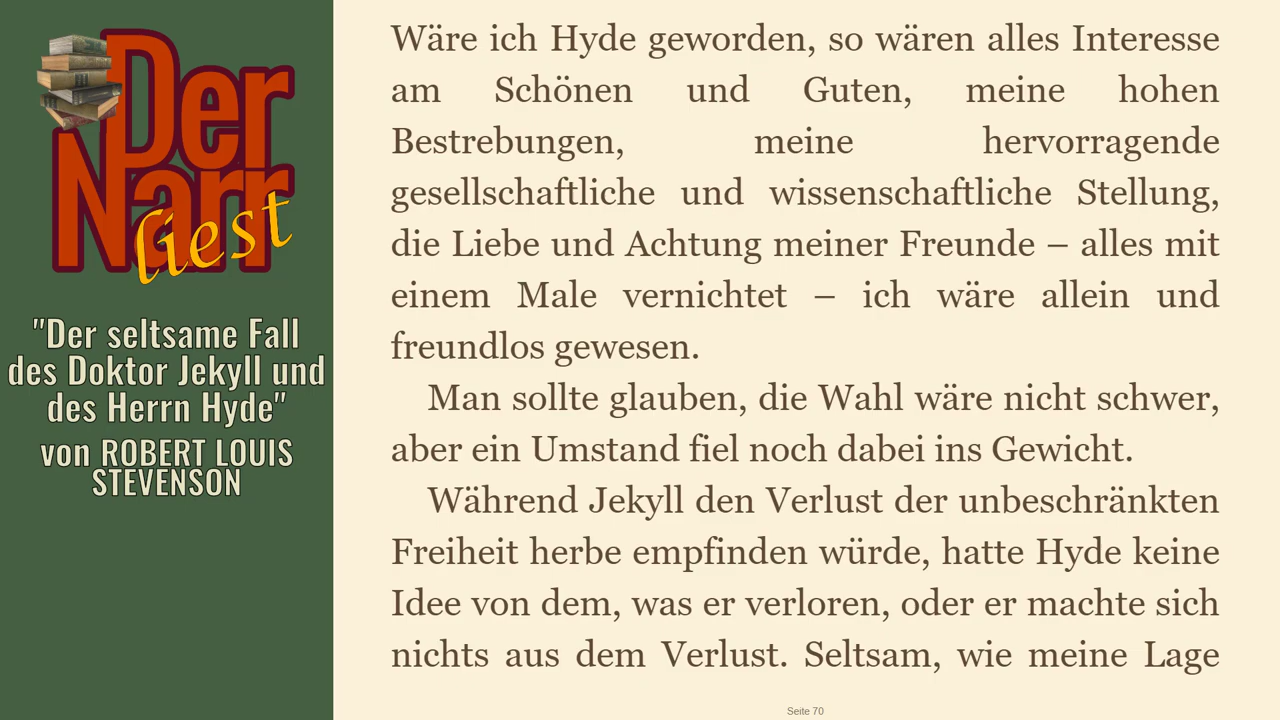 Der
Narr
liest
"Der seltsame Fall
des Doktor Jekyll und
des Herrn Hyde"
von ROBERT LOUIS
STEVENSON
Wäre ich Hyde geworden, so wären alles Interesse
am Schönen und Guten, meine hohen
Bestrebungen, meine hervorragende
gesellschaftliche und wissenschaftliche Stellung,
die Liebe und Achtung meiner Freunde – alles mit
einem Male vernichtet – ich wäre allein und
freundlos gewesen.
Man sollte glauben, die Wahl wäre nicht schwer,
aber ein Umstand fiel noch dabei ins Gewicht.
Während Jekyll den Verlust der unbeschränkten
Freiheit herbe empfinden würde, hatte Hyde keine
Idee von dem, was er verloren, oder er machte sich
nichts aus dem Verlust. Seltsam, wie meine Lage
Seite 70